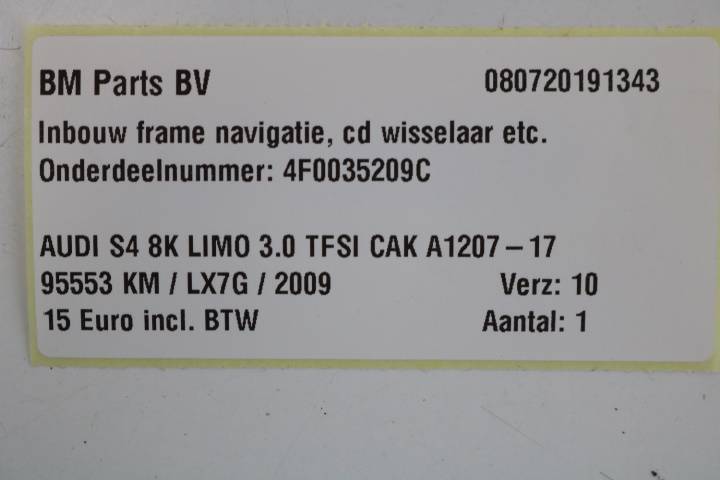 BM Parts BV 080720191343
Inbouw frame navigatie, cd wisselaar etc.
Onderdeelnummer: 4F0035209C
AUDI S4 8K LIMO 3.0 TFSI CAK A1207 – 17
95553 KM / LX7G / 2009 Verz: 10
15 Euro incl. BTW Aantal: 1